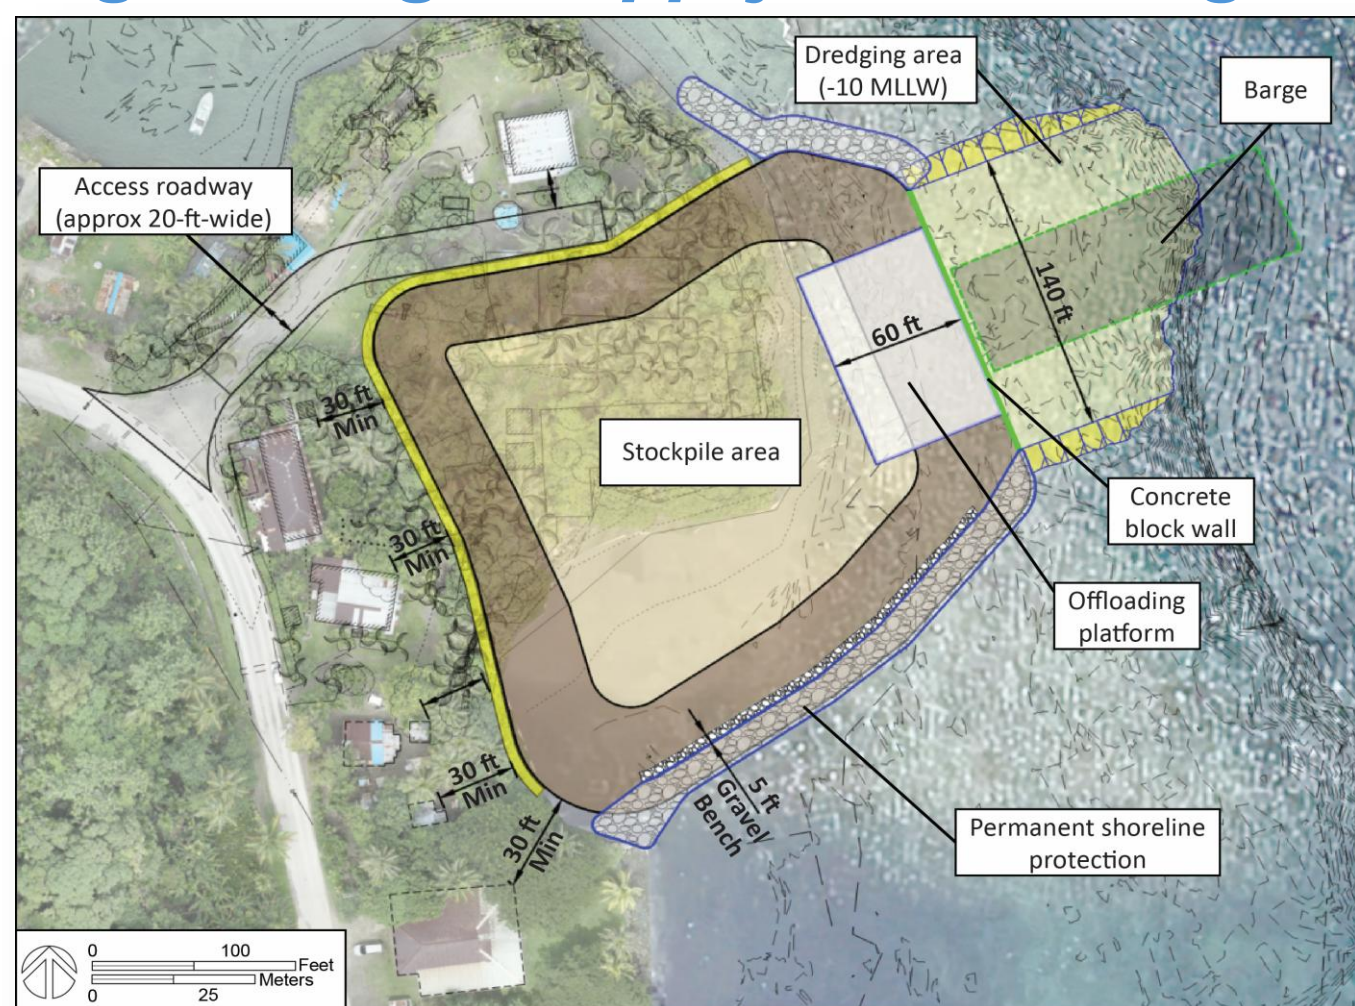 Dredging area
(-10 MLLW)
Barge
Access roadway
(approx 20-ft-wide)
140 ft
60 ft
30 ft
Min
Stockpile area
Concrete
block wall
30 ft
Min
Offloading
platform
30 ft
Min
5 ft
Gravel
Bench
30 ft
Min
Permanent shoreline
protection
0 100 Feet
0 25 Meters